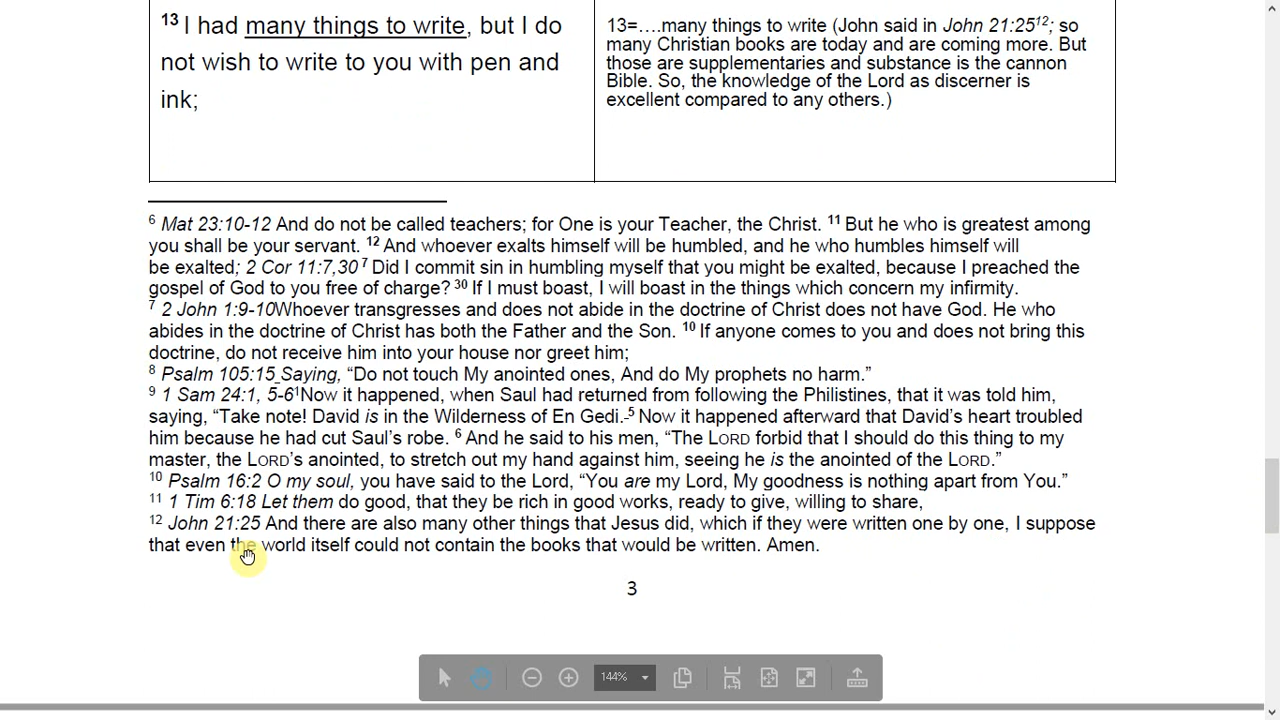 13 I had many things to write, but I do
not wish to write to you with pen and
ink;
13=….many things to write (John said in John 21:2512; so
many Christian books are today and are coming more. But
those are supplementaries and substance is the cannon
Bible. So, the knowledge of the Lord as discerner is
excellent compared to any others.)
6 Mat 23:10-12 And do not be called teachers; for One is your Teacher, the Christ. 11 But he who is greatest among
you shall be your servant. 12 And whoever exalts himself will be humbled, and he who humbles himself will
be exalted; 2 Cor 11:7,30 7 Did I commit sin in humbling myself that you might be exalted, because I preached the
gospel of God to you free of charge? 30 If I must boast, I will boast in the things which concern my infirmity.
7 2 John 1:9-10Whoever transgresses and does not abide in the doctrine of Christ does not have God. He who
abides in the doctrine of Christ has both the Father and the Son. 10 If anyone comes to you and does not bring this
doctrine, do not receive him into your house nor greet him;
8 Psalm 105:15 Saying, “Do not touch My anointed ones, And do My prophets no harm.”
9 1 Sam 24:1, 5-6 1Now it happened, when Saul had returned from following the Philistines, that it was told him,
saying, “Take note! David is in the Wilderness of En Gedi. 5 Now it happened afterward that David’s heart troubled
him because he had cut Saul’s robe. 6 And he said to his men, “The LORD forbid that I should do this thing to my
master, the LORD’s anointed, to stretch out my hand against him, seeing he is the anointed of the LORD.”
10 Psalm 16:2 O my soul, you have said to the Lord, “You are my Lord, My goodness is nothing apart from You.”
11 1 Tim 6:18 Let them do good, that they be rich in good works, ready to give, willing to share,
12 John 21:25 And there are also many other things that Jesus did, which if they were written one by one, I suppose
that even the world itself could not contain the books that would be written. Amen.
3
144%